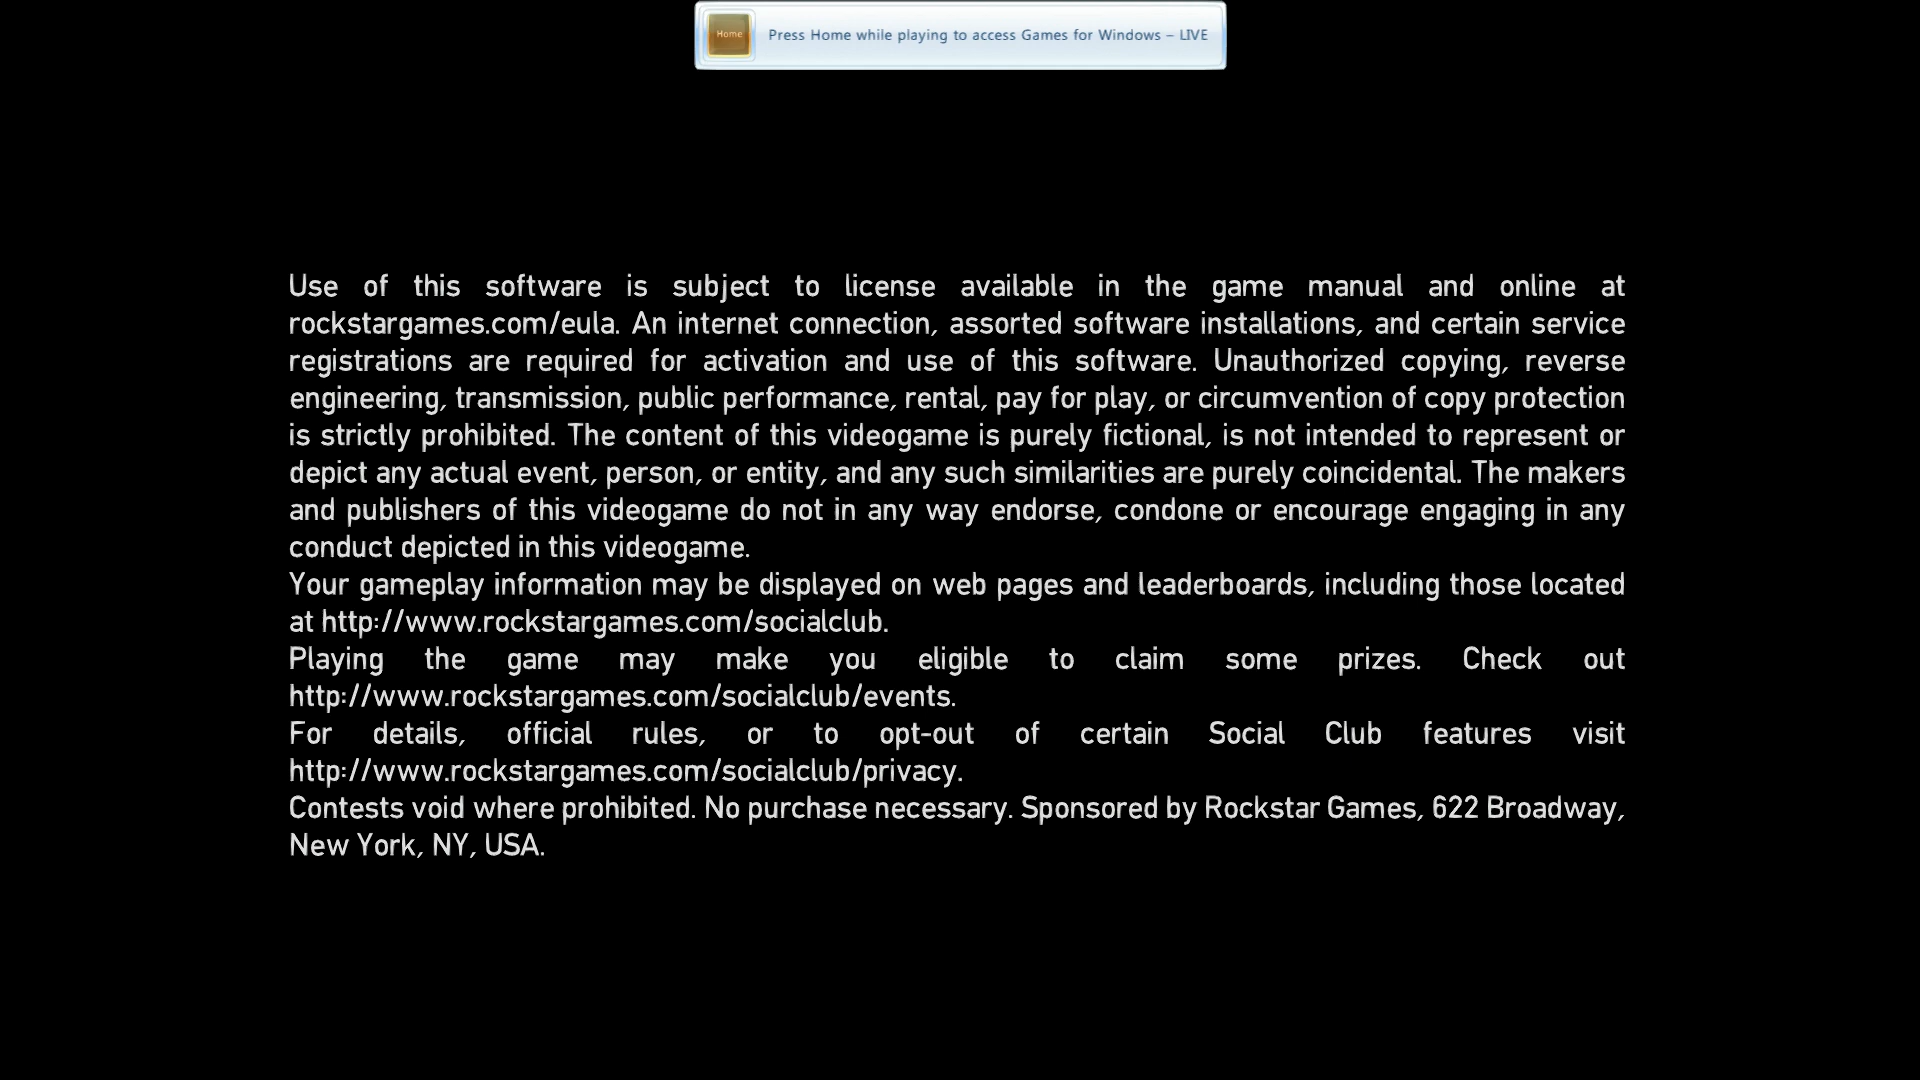 Home
Press Home while playing to access Games for Windows – LIVE
Use of this software is subject to license available in the game manual and online at
rockstargames.com/eula. An internet connection, assorted software installations, and certain service
registrations are required for activation and use of this software. Unauthorized copying, reverse
engineering, transmission, public performance, rental, pay for play, or circumvention of copy protection
is strictly prohibited. The content of this videogame is purely fictional, is not intended to represent or
depict any actual event, person, or entity, and any such similarities are purely coincidental. The makers
and publishers of this videogame do not in any way endorse, condone or encourage engaging in any
conduct depicted in this videogame.
Your gameplay information may be displayed on web pages and leaderboards, including those located
at http://www.rockstargames.com/socialclub.
Playing the game may make you eligible to claim some prizes. Check out
http://www.rockstargames.com/socialclub/events.
For details, official rules, or to opt-out of certain Social Club features visit
http://www.rockstargames.com/socialclub/privacy.
Contests void where prohibited. No purchase necessary. Sponsored by Rockstar Games, 622 Broadway,
New York, NY, USA.